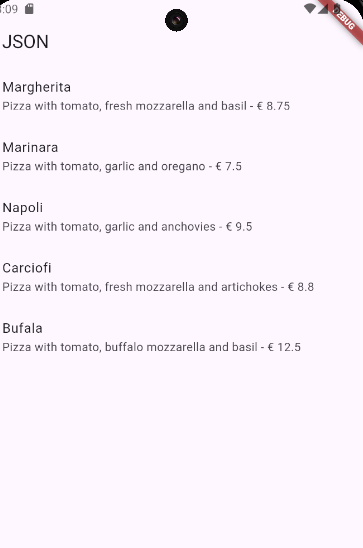 :09
DEBUG
JSON
Margherita
Pizza with tomato, fresh mozzarella and basil - € 8.75
Marinara
Pizza with tomato, garlic and oregano - € 7.5
Napoli
Pizza with tomato, garlic and anchovies - € 9.5
Carciofi
Pizza with tomato, fresh mozzarella and artichokes - € 8.8
Bufala
Pizza with tomato, buffalo mozzarella and basil - € 12.5